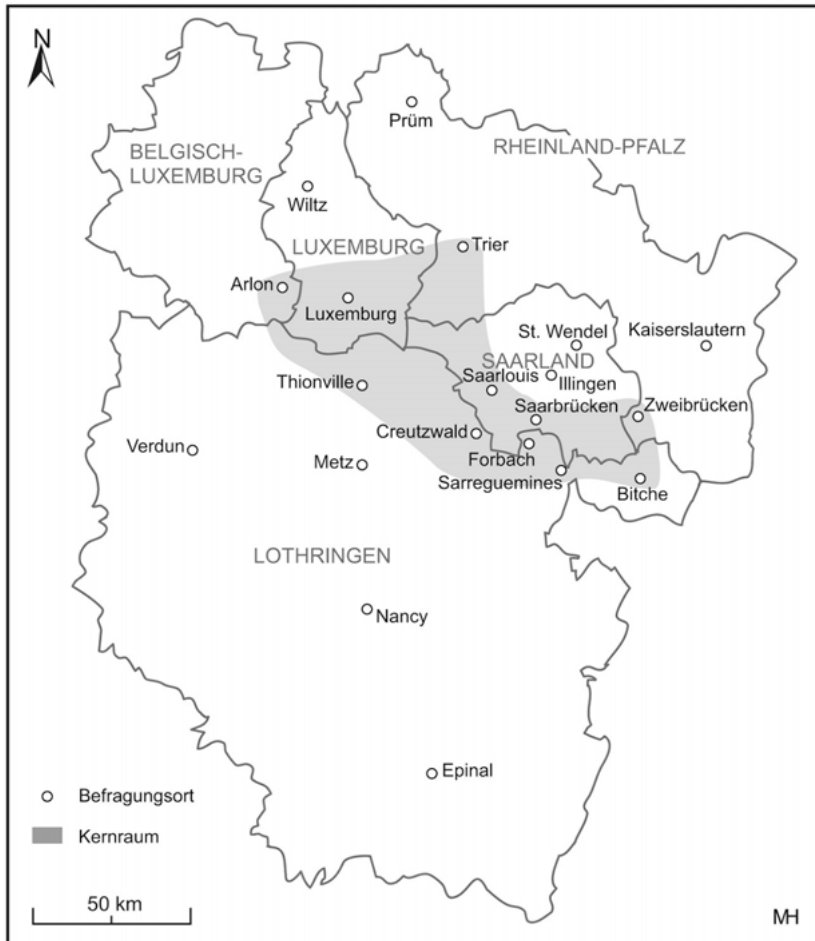 N
Prüm
BELGISCH-
LUXEMBURG
RHEINLAND-PFALZ
Wiltz
LUXEMBURG
Trier
Arlon
Luxemburg
St. Wendel
Kaiserslautern
SAARLAND
Thionville
Saarlouis
Illingen
Saarbrücken
Zweibrücken
Creutzwald
Verdun
Forbach
Metz
Sarreguemines
Bitche
LOTHRINGEN
Nancy
Epinal
Befragungsort
Kernraum
50 km
MH